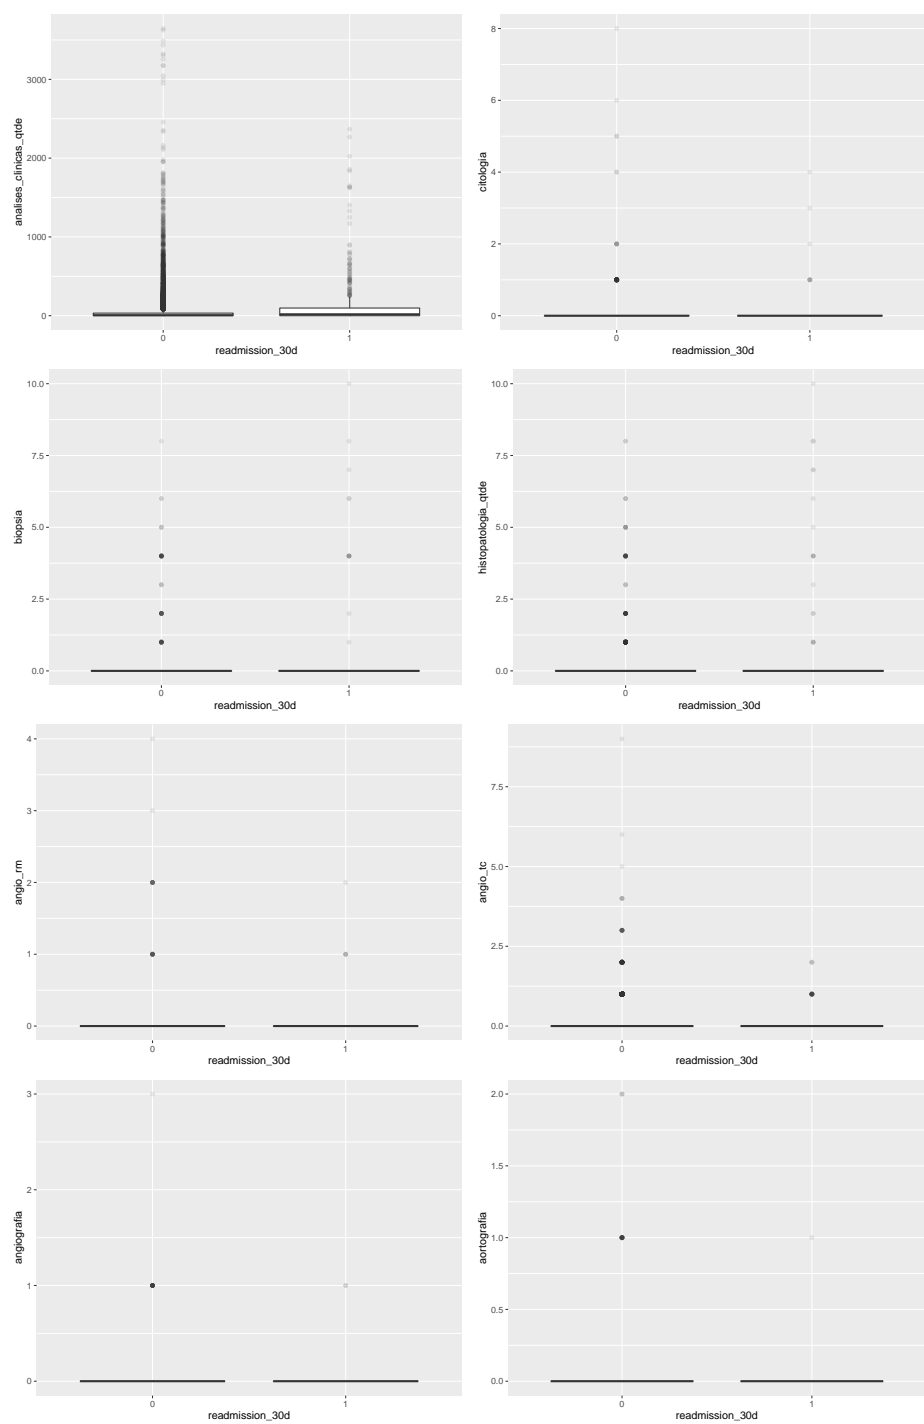 analises_clinicas_qtde
3000
2000
1000
0
0 1
readmission_30d
citologia
8
6
4
2
0
0 1
readmission_30d
biopsia
10.0
7.5
5.0
2.5
0.0
0 1
readmission_30d
histopatologia_qtde
10.0
7.5
5.0
2.5
0.0
0 1
readmission_30d
angio_rm
4
3
2
1
0
0 1
readmission_30d
angio_tc
7.5
5.0
2.5
0.0
0 1
readmission_30d
angiografia
3
2
1
0
0 1
readmission_30d
aortografia
2.0
1.5
1.0
0.5
0.0
0 1
readmission_30d